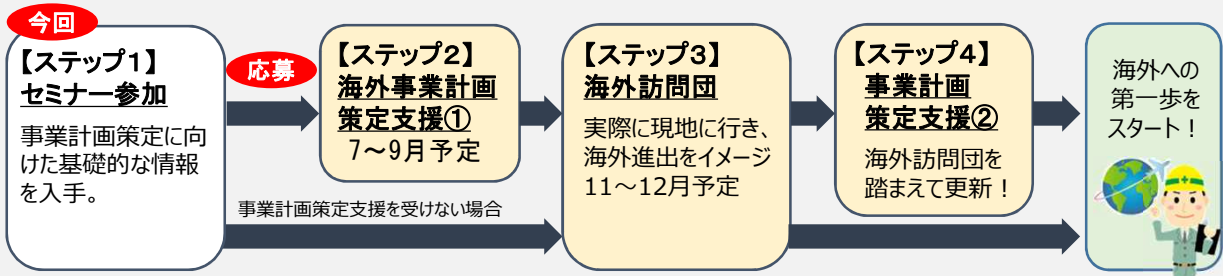 今回
【ステップ1】
セミナー参加
事業計画策定に向
けた基礎的な情報
を入手。
応募
【ステップ2】
海外事業計画
策定支援①
7～9月予定
【ステップ3】
海外訪問団
実際に現地に行き、
海外進出をイメージ
11～12月予定
【ステップ4】
事業計画
策定支援②
海外訪問団を
踏まえて更新！
海外への
第一歩を
スタート！
事業計画策定支援を受けない場合